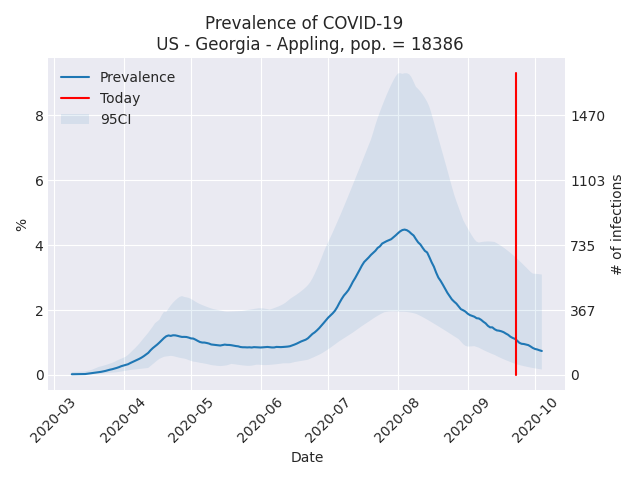 Prevalence of COVID-19
US - Georgia - Appling, pop. = 18386
Prevalence
Today
95CI
%
8
6
4
2
0
1470
1103
735
367
0
# of infections
2020-03
2020-04
2020-05
2020-06
2020-07
2020-08
2020-09
2020-10
Date